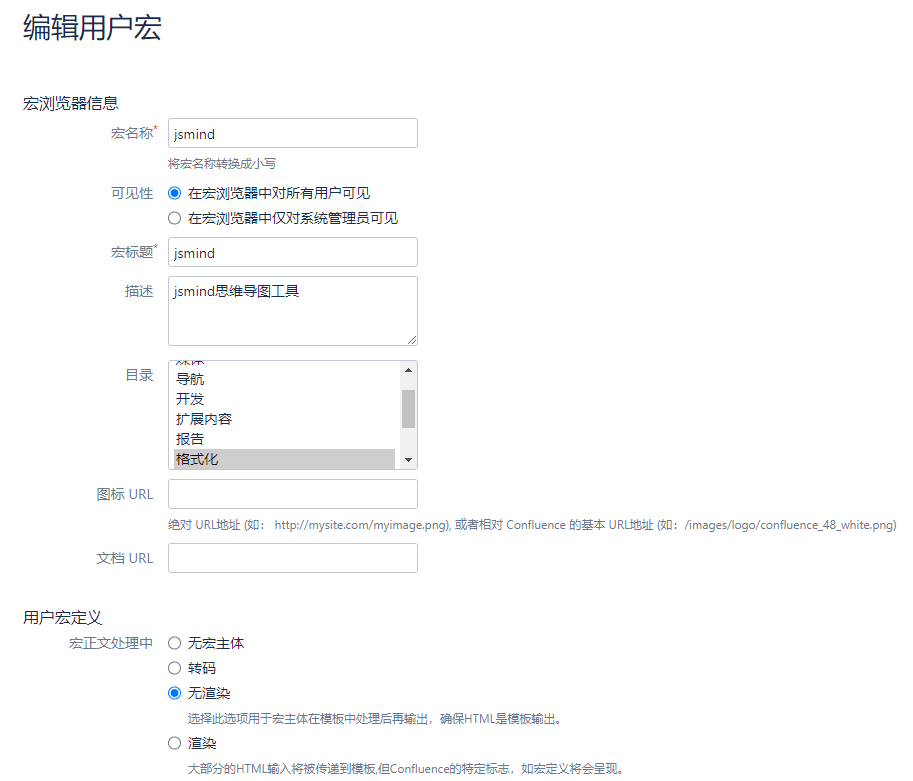 编辑用户宏
宏浏览器信息
宏名称* jsmind
将宏名称转换成小写
可见性 在宏浏览器中对所有用户可见
在宏浏览器中仅对系统管理员可见
宏标题* jsmind
描述 jsmind思维导图工具
目录 媒体
导航
开发
扩展内容
报告
格式化
图标 URL
绝对 URL地址 (如： http://mysite.com/myimage.png), 或者相对 Confluence 的基本 URL地址 (如：/images/logo/confluence_48_white.png)
文档 URL
用户宏定义
宏正文处理中 无宏主体
转码
无渲染
选择此选项用于宏主体在模板中处理后再输出，确保HTML是模板输出。
渲染
大部分的HTML输入将被传递到模板,但Confluence的特定标志，如宏定义将会呈现。